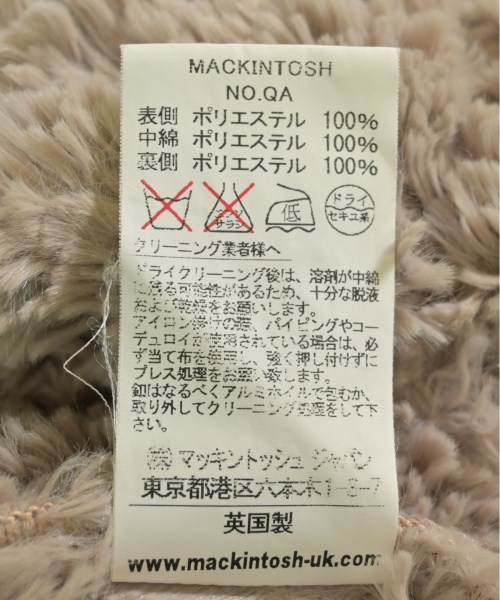 MACKINTOSH
NO.QA
表側 ポリエステル 100%
中綿 ポリエステル 100%
裏側 ポリエステル 100%
エンソ サラシ 低 ドライ セキユ系
クリーニング業者様へ
ドライクリーニング後は、溶剤が中綿
に残る可能性があるため、十分な脱液
および乾燥をお願いします。
アイロン掛けの際、パイピングやコー
デュロイが使用されている場合は、必
ず当て布を使用し、強く押し付けずに
プレス処理をお願い致します。
釦はなるべくアルミホイルで包むか、
取り外してクリーニング処理をして下
さい。
(株)マッキントッシュ ジャパン
東京都港区六本木1-8-7
英国製
www.mackintosh-uk.com